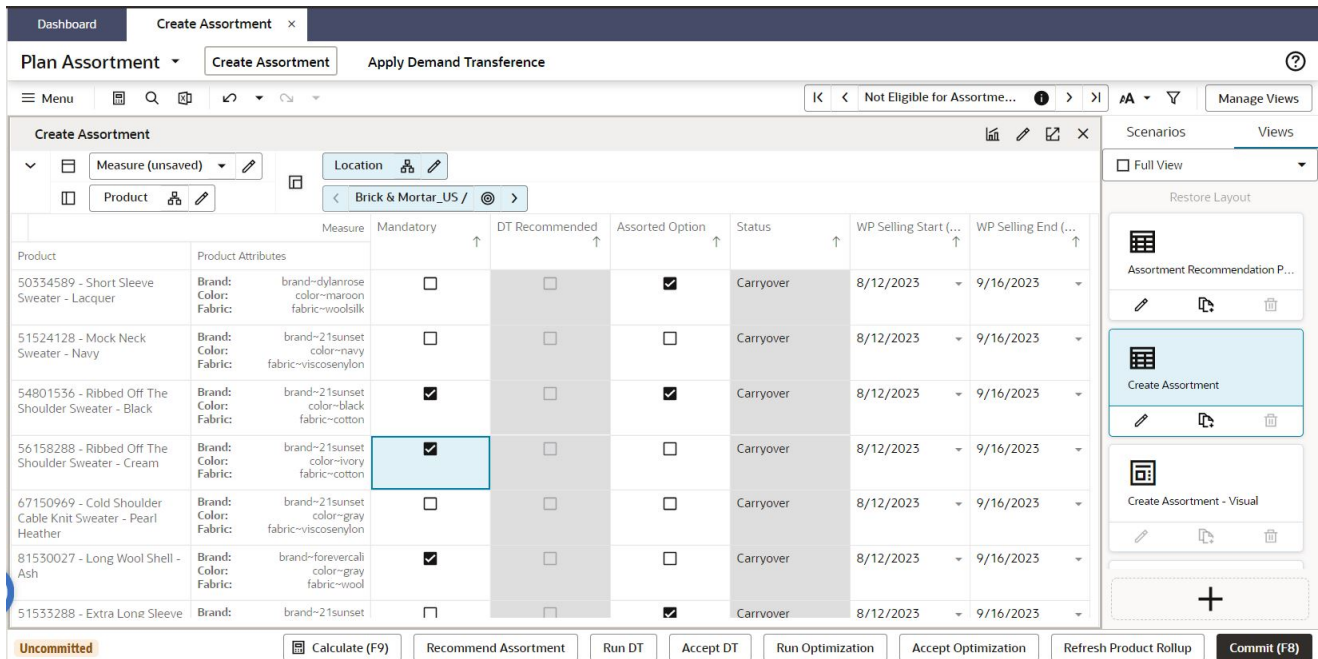 Dashboard Create Assortment ×
Plan Assortment Create Assortment Apply Demand Transference
Menu Not Eligible for Assortme... AA Manage Views
Create Assortment Scenarios Views
Measure (unsaved) Location Full View
Product Brick & Mortar_US / Restore Layout
Measure Mandatory DT Recommended Assorted Option Status WP Selling Start (... WP Selling End (...
Product Product Attributes
Assortment Recommendation P...
50334589 - Short Sleeve Brand: brand~dylanrose Carryover 8/12/2023 9/16/2023
Sweater - Lacquer Color: color~maroon
Fabric: fabric~woolsilk
51524128 - Mock Neck Brand: brand~21sunset Carryover 8/12/2023 9/16/2023
Sweater - Navy Color: color~navy
Fabric: fabric~viscosenylon
54801536 - Ribbed Off The Brand: brand~21sunset Carryover 8/12/2023 9/16/2023
Shoulder Sweater - Black Color: color~black
Fabric: fabric~cotton
Create Assortment
56158288 - Ribbed Off The Brand: brand~21sunset Carryover 8/12/2023 9/16/2023
Shoulder Sweater - Cream Color: color~ivory
Fabric: fabric~cotton
67150969 - Cold Shoulder Brand: brand~21sunset Carryover 8/12/2023 9/16/2023
Cable Knit Sweater - Pearl Color: color~gray
Heather Fabric: fabric~viscosenylon
Create Assortment - Visual
81530027 - Long Wool Shell - Brand: brand~forevercali Carryover 8/12/2023 9/16/2023
Ash Color: color~gray
Fabric: fabric~wool
51533288 - Extra Long Sleeve Brand: brand~21sunset Carryover 8/12/2023 9/16/2023
Uncommitted Calculate (F9) Recommend Assortment Run DT Accept DT Run Optimization Accept Optimization Refresh Product Rollup Commit (F8)